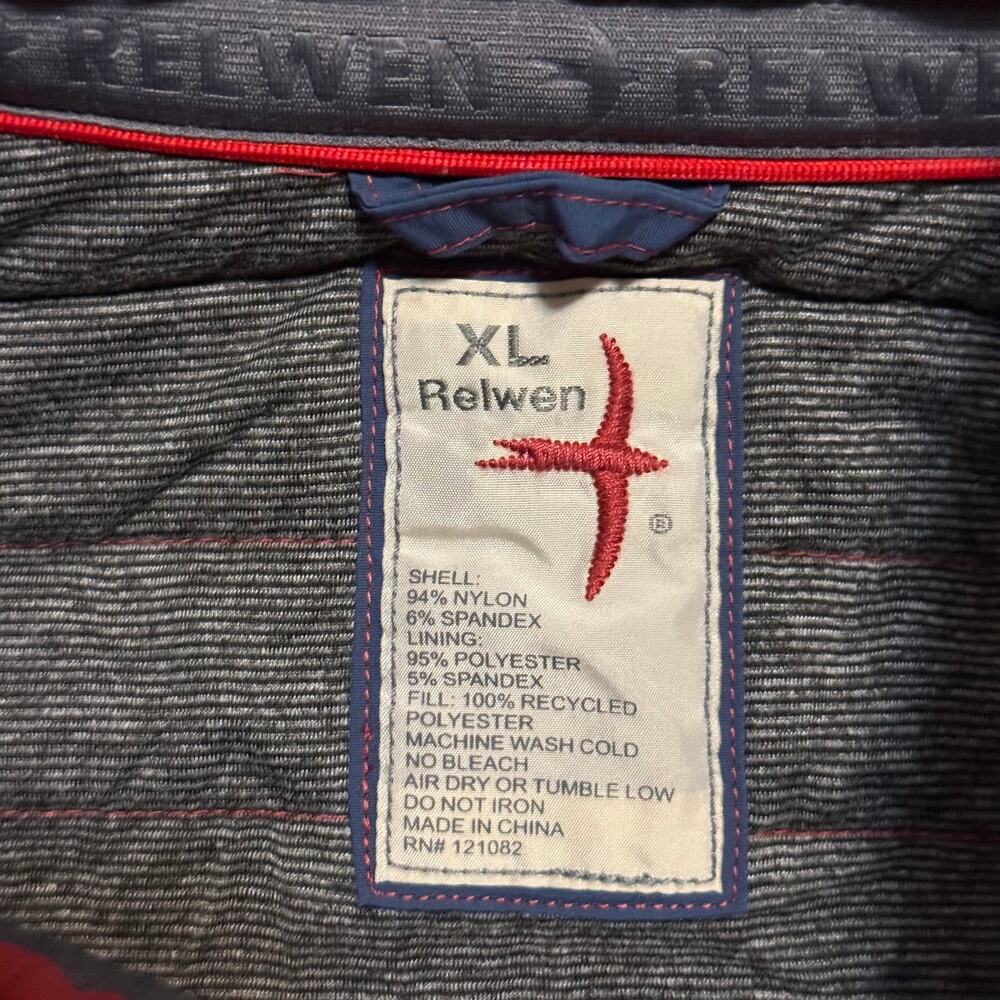 RELWEN RELWE
XL
Relwen
®
SHELL:
94% NYLON
6% SPANDEX
LINING:
95% POLYESTER
5% SPANDEX
FILL: 100% RECYCLED
POLYESTER
MACHINE WASH COLD
NO BLEACH
AIR DRY OR TUMBLE LOW
DO NOT IRON
MADE IN CHINA
RN# 121082